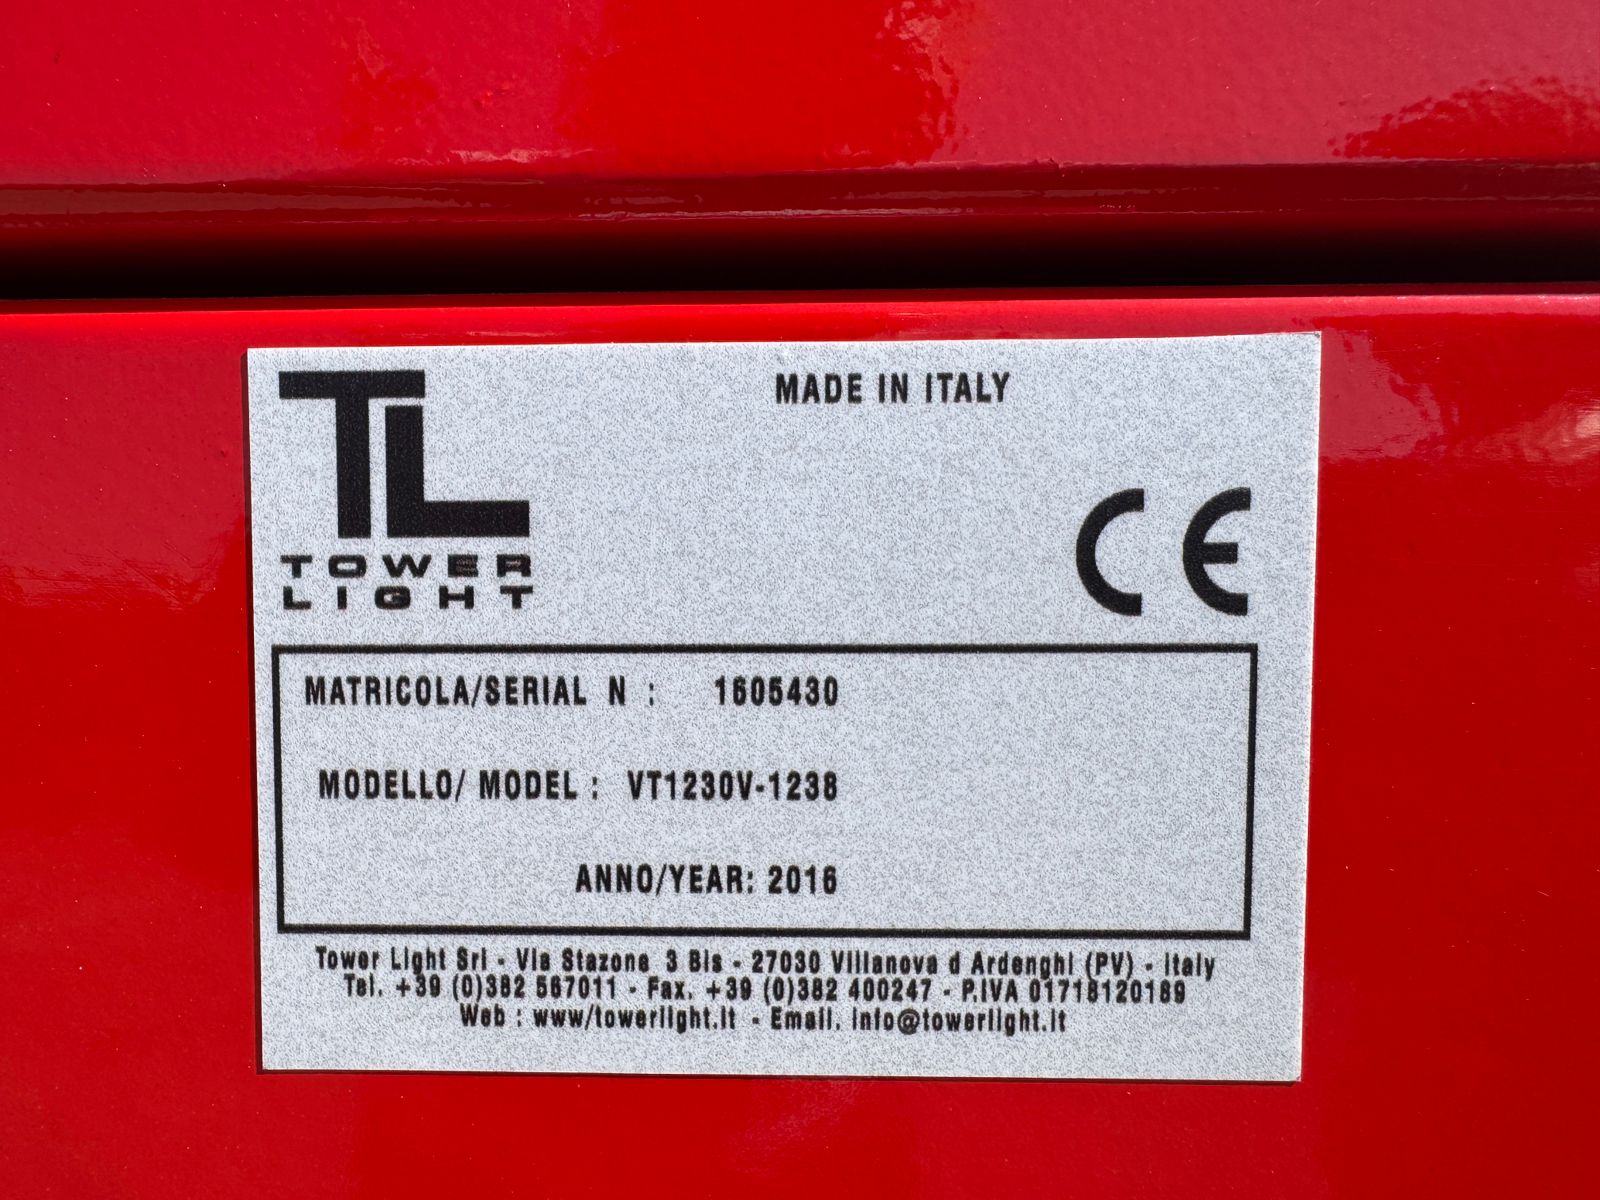 MADE IN ITALY
TL
TOWER
LIGHT
CE
MATRICOLA/SERIAL N : 1605430
MODELLO/ MODEL : VT1230V-1238
ANNO/YEAR: 2016
Tower Light Srl - Via Stazone 3 Bis - 27030 Villanova d Ardenghi (PV) - Italy
Tel. +39 (0)382 567011 - Fax. +39 (0)382 400247 - P.IVA 01718120189
Web : www/towerlight.it - Email. info@towerlight.it